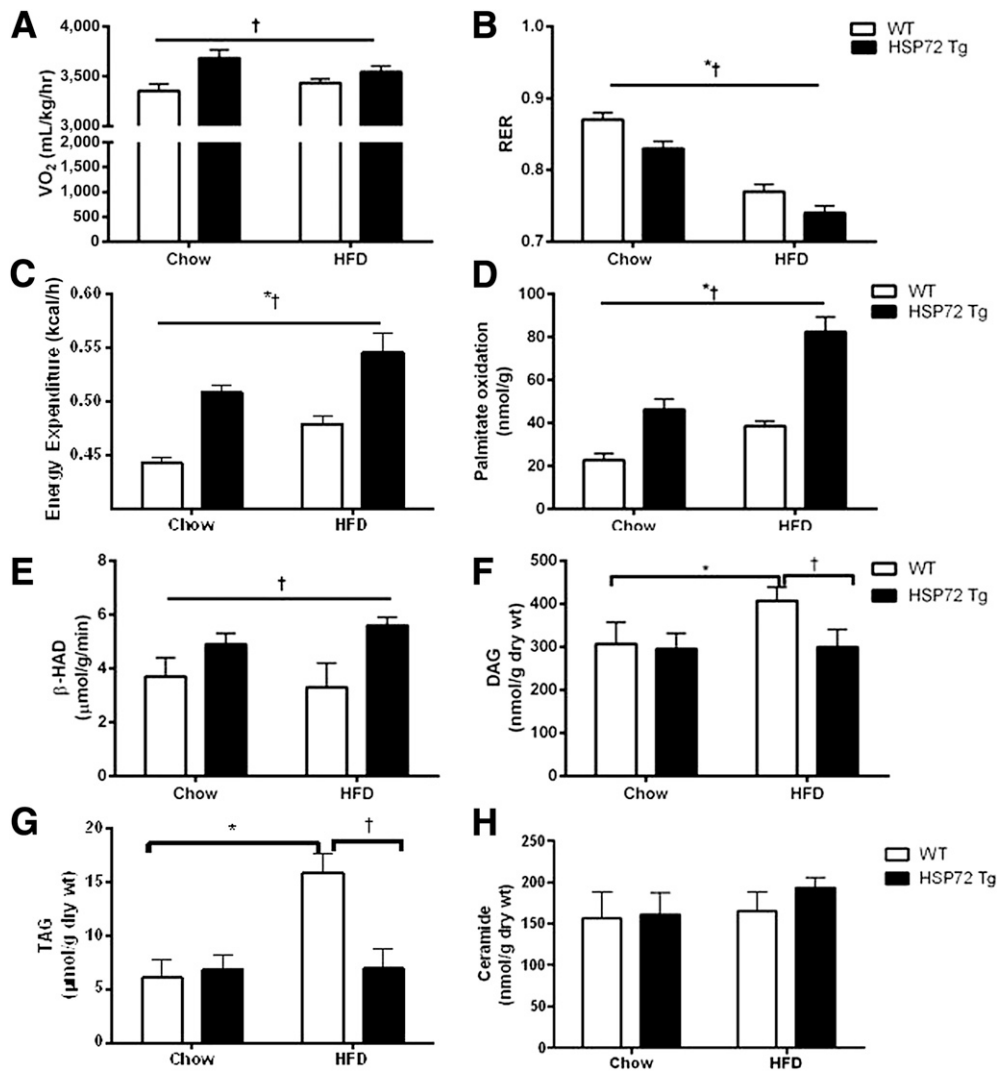 A
4,000
3,500
3,000
2,000
1,500
1,000
500
0
VO2 (mL/kg/hr)
†
Chow
HFD
B
1.0
0.9
0.8
0.7
RER
*†
Chow
HFD
WT
HSP72 Tg
C
0.60
0.55
0.50
0.45
Energy Expenditure (kcal/h)
*†
Chow
HFD
D
100
80
60
40
20
0
Palmitate oxidation
(nmol/g)
*†
Chow
HFD
WT
HSP72 Tg
E
8
6
4
2
0
β-HAD
(µmol/g/min)
†
Chow
HFD
F
500
400
300
200
100
0
DAG
(nmol/g dry wt)
*
†
Chow
HFD
WT
HSP72 Tg
G
20
15
10
5
0
TAG
(µmol/g dry wt)
*
†
Chow
HFD
H
250
200
150
100
50
0
Ceramide
(nmol/g dry wt)
Chow
HFD
WT
HSP72 Tg